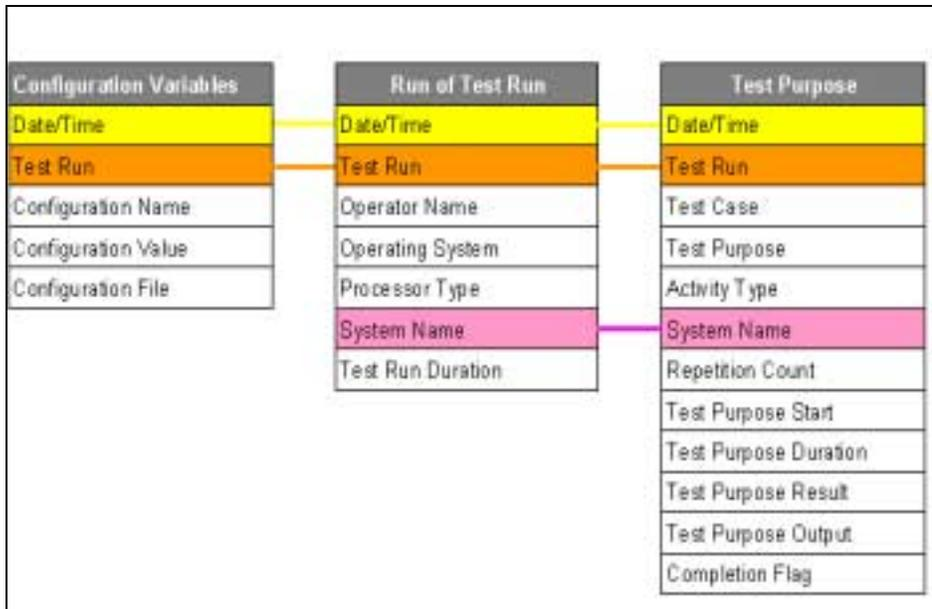 Configuration Variables
Date/Time
Test Run
Configuration Name
Configuration Value
Configuration File
Run of Test Run
Date/Time
Test Run
Operator Name
Operating System
Processor Type
System Name
Test Run Duration
Test Purpose
Date/Time
Test Run
Test Case
Test Purpose
Activity Type
System Name
Repetition Count
Test Purpose Start
Test Purpose Duration
Test Purpose Result
Test Purpose Output
Completion Flag